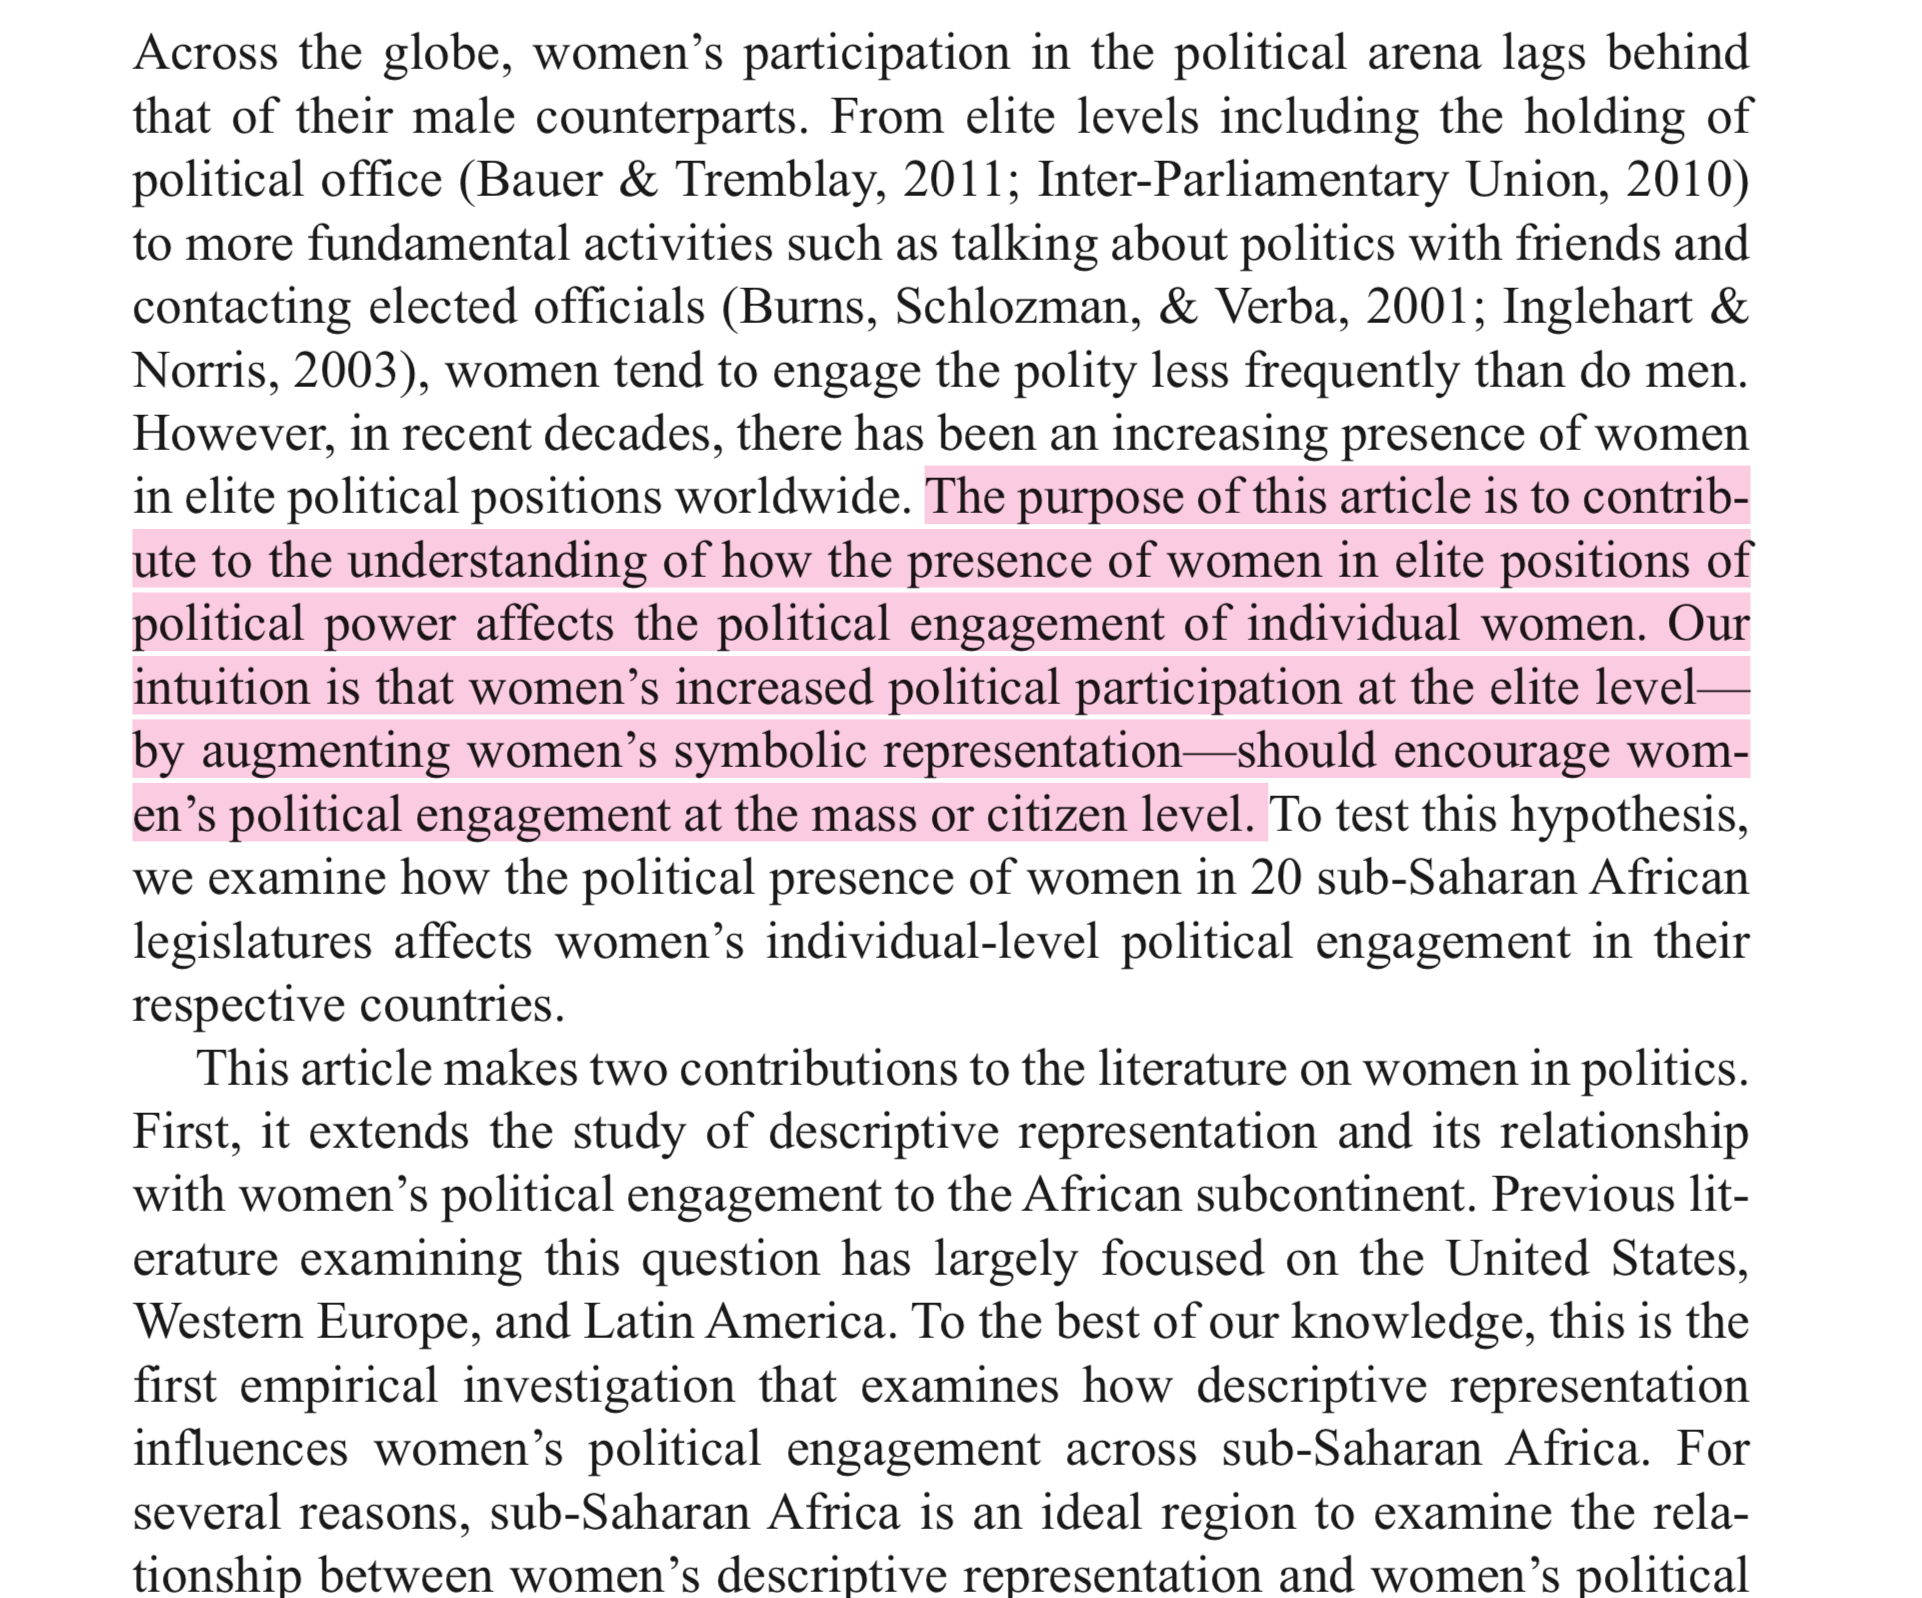 Across the globe, women’s participation in the political arena lags behind
that of their male counterparts. From elite levels including the holding of
political office (Bauer & Tremblay, 2011; Inter-Parliamentary Union, 2010)
to more fundamental activities such as talking about politics with friends and
contacting elected officials (Burns, Schlozman, & Verba, 2001; Inglehart &
Norris, 2003), women tend to engage the polity less frequently than do men.
However, in recent decades, there has been an increasing presence of women
in elite political positions worldwide. The purpose of this article is to contrib-
ute to the understanding of how the presence of women in elite positions of
political power affects the political engagement of individual women. Our
intuition is that women’s increased political participation at the elite level—
by augmenting women’s symbolic representation—should encourage wom-
en’s political engagement at the mass or citizen level. To test this hypothesis,
we examine how the political presence of women in 20 sub-Saharan African
legislatures affects women’s individual-level political engagement in their
respective countries.
This article makes two contributions to the literature on women in politics.
First, it extends the study of descriptive representation and its relationship
with women’s political engagement to the African subcontinent. Previous lit-
erature examining this question has largely focused on the United States,
Western Europe, and Latin America. To the best of our knowledge, this is the
first empirical investigation that examines how descriptive representation
influences women’s political engagement across sub-Saharan Africa. For
several reasons, sub-Saharan Africa is an ideal region to examine the rela-
tionship between women’s descriptive representation and women’s political